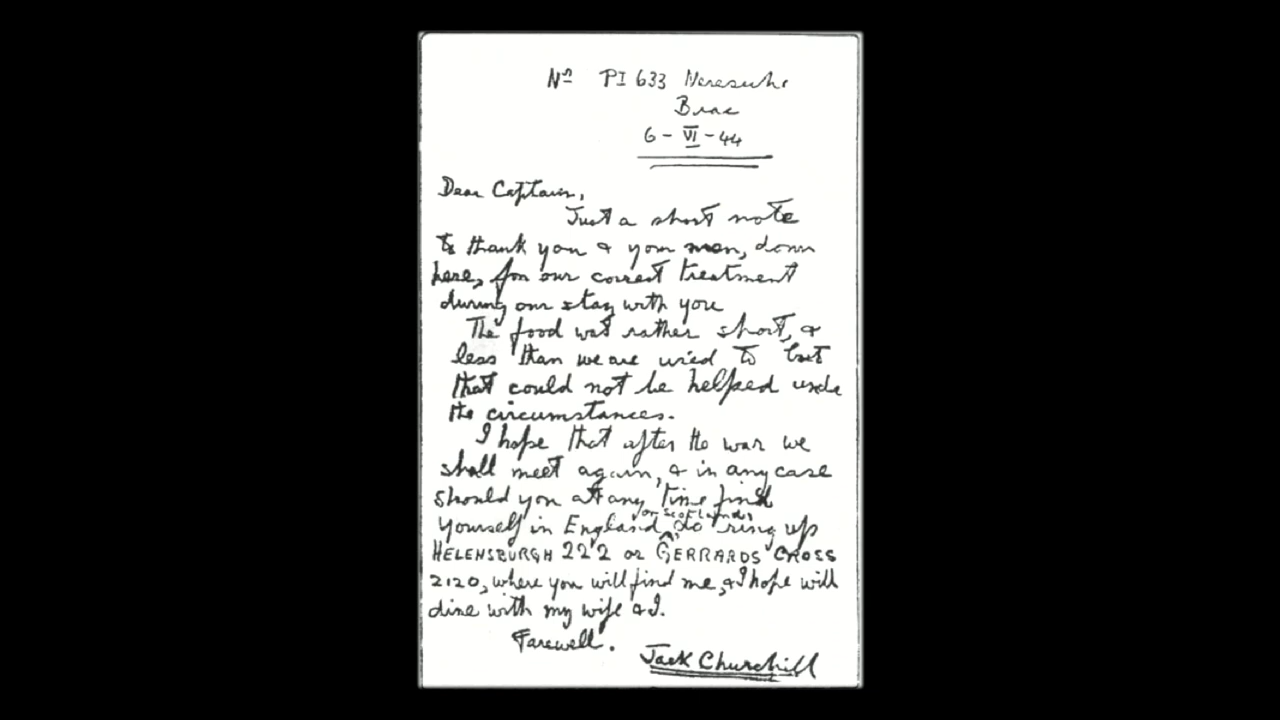 Nº PI 633 Neresischi
Brac
6 - VI - 44
Dear Captain,
Just a short note
to thank you & your men, down
here, for our correct treatment
during our stay with you
The food was rather short, &
less than we are used to but
that could not be helped under
the circumstances.
I hope that after the war we
shall meet again, & in any case
should you at any time find
or Scotland,
yourself in England, do ring up
HELENSBURGH 222 or GERRARDS CROSS
2120, where you will find me, & I hope will
dine with my wife & I.
Farewell.
Jack Churchill